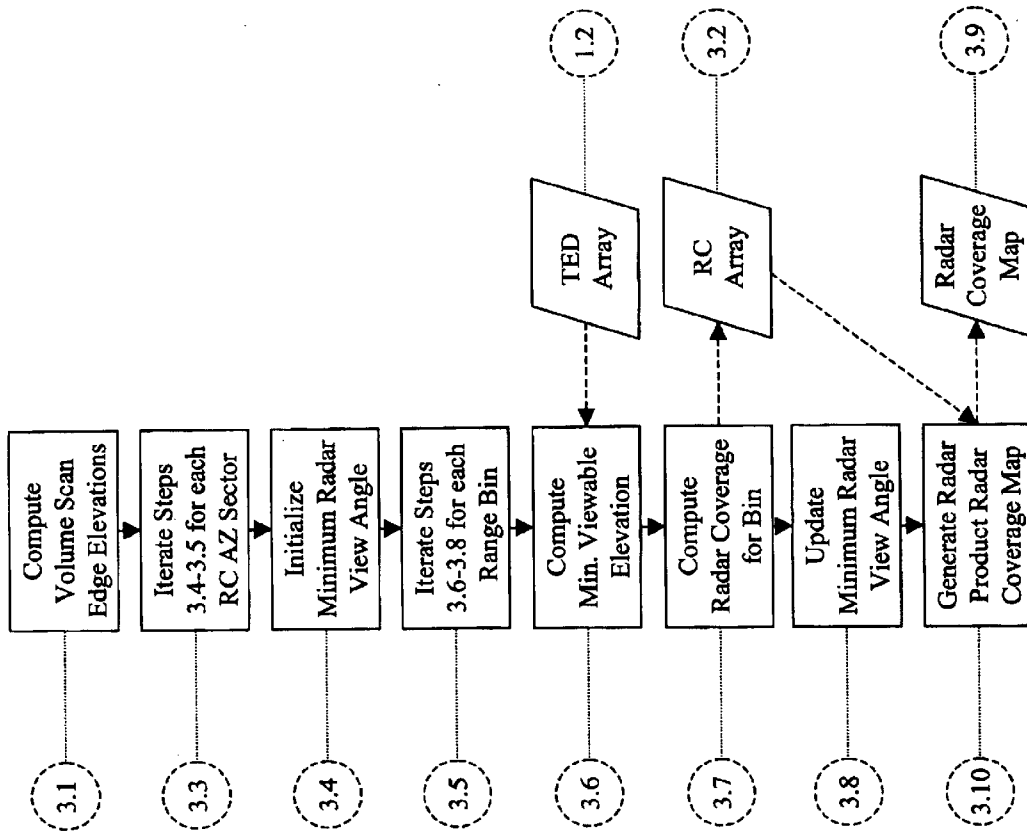 3.1
Compute
Volume Scan
Edge Elevations
3.3
Iterate Steps
3.4-3.5 for each
RC AZ Sector
3.4
Initialize
Minimum Radar
View Angle
3.5
Iterate Steps
3.6-3.8 for each
Range Bin
3.6
Compute
Min. Viewable
Elevation
TED
Array
1.2
3.7
Compute
Radar Coverage
for Bin
RC
Array
3.2
3.8
Update
Minimum Radar
View Angle
3.10
Generate Radar
Product Radar
Coverage Map
Radar
Coverage
Map
3.9